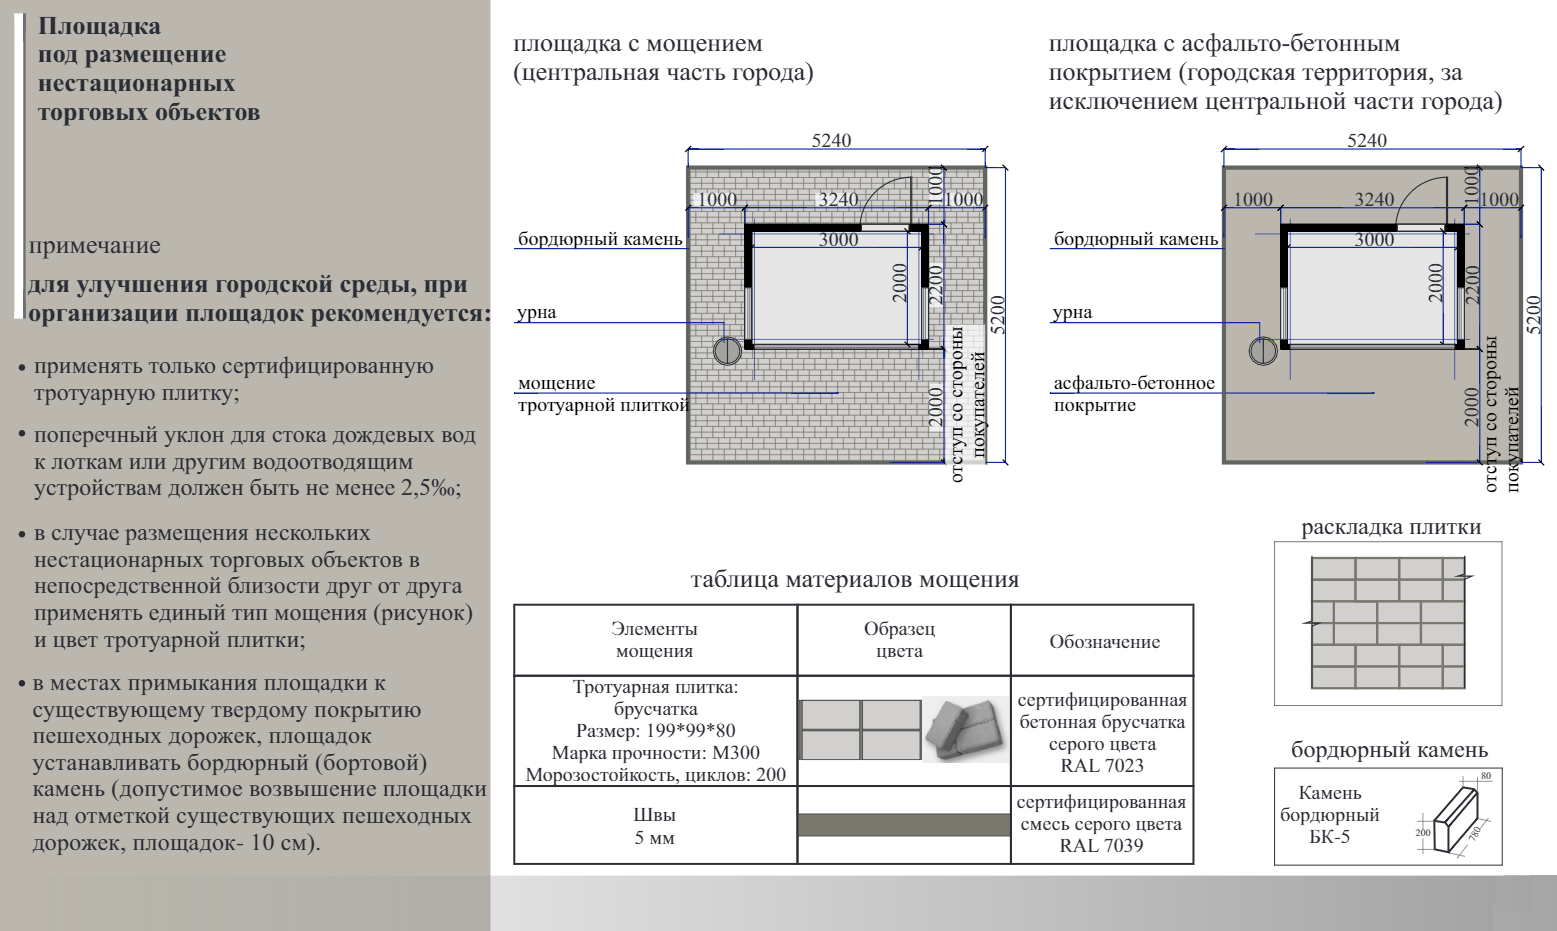 Площадка
под размещение
нестационарных
торговых объектов
примечание
для улучшения городской среды, при
организации площадок рекомендуется:
• применять только сертифицированную
тротуарную плитку;
• поперечный уклон для стока дождевых вод
к лоткам или другим водоотводящим
устройствам должен быть не менее 2,5‰;
• в случае размещения нескольких
нестационарных торговых объектов в
непосредственной близости друг от друга
применять единый тип мощения (рисунок)
и цвет тротуарной плитки;
• в местах примыкания площадки к
существующему твердому покрытию
пешеходных дорожек, площадок
устанавливать бордюрный (бортовой)
камень (допустимое возвышение площадки
над отметкой существующих пешеходных
дорожек, площадок- 10 см).
площадка с мощением
(центральная часть города)
5240
1000
1000
3240
1000
бордюрный камень
3000
2000
2200
5200
урна
мощение
тротуарной плиткой
2000
отступ со стороны
покупателей
площадка с асфальто-бетонным
покрытием (городская территория, за
исключением центральной части города)
5240
1000
1000
3240
1000
бордюрный камень
3000
2000
2200
5200
урна
асфальто-бетонное
покрытие
2000
отступ со стороны
покупателей
таблица материалов мощения
Элементы
мощения
Образец
цвета
Обозначение
Тротуарная плитка:
брусчатка
Размер: 199*99*80
Марка прочности: М300
Морозостойкость, циклов: 200
сертифицированная
бетонная брусчатка
серого цвета
RAL 7023
Швы
5 мм
сертифицированная
смесь серого цвета
RAL 7039
раскладка плитки
бордюрный камень
Камень
бордюрный
БК-5
80
200
780